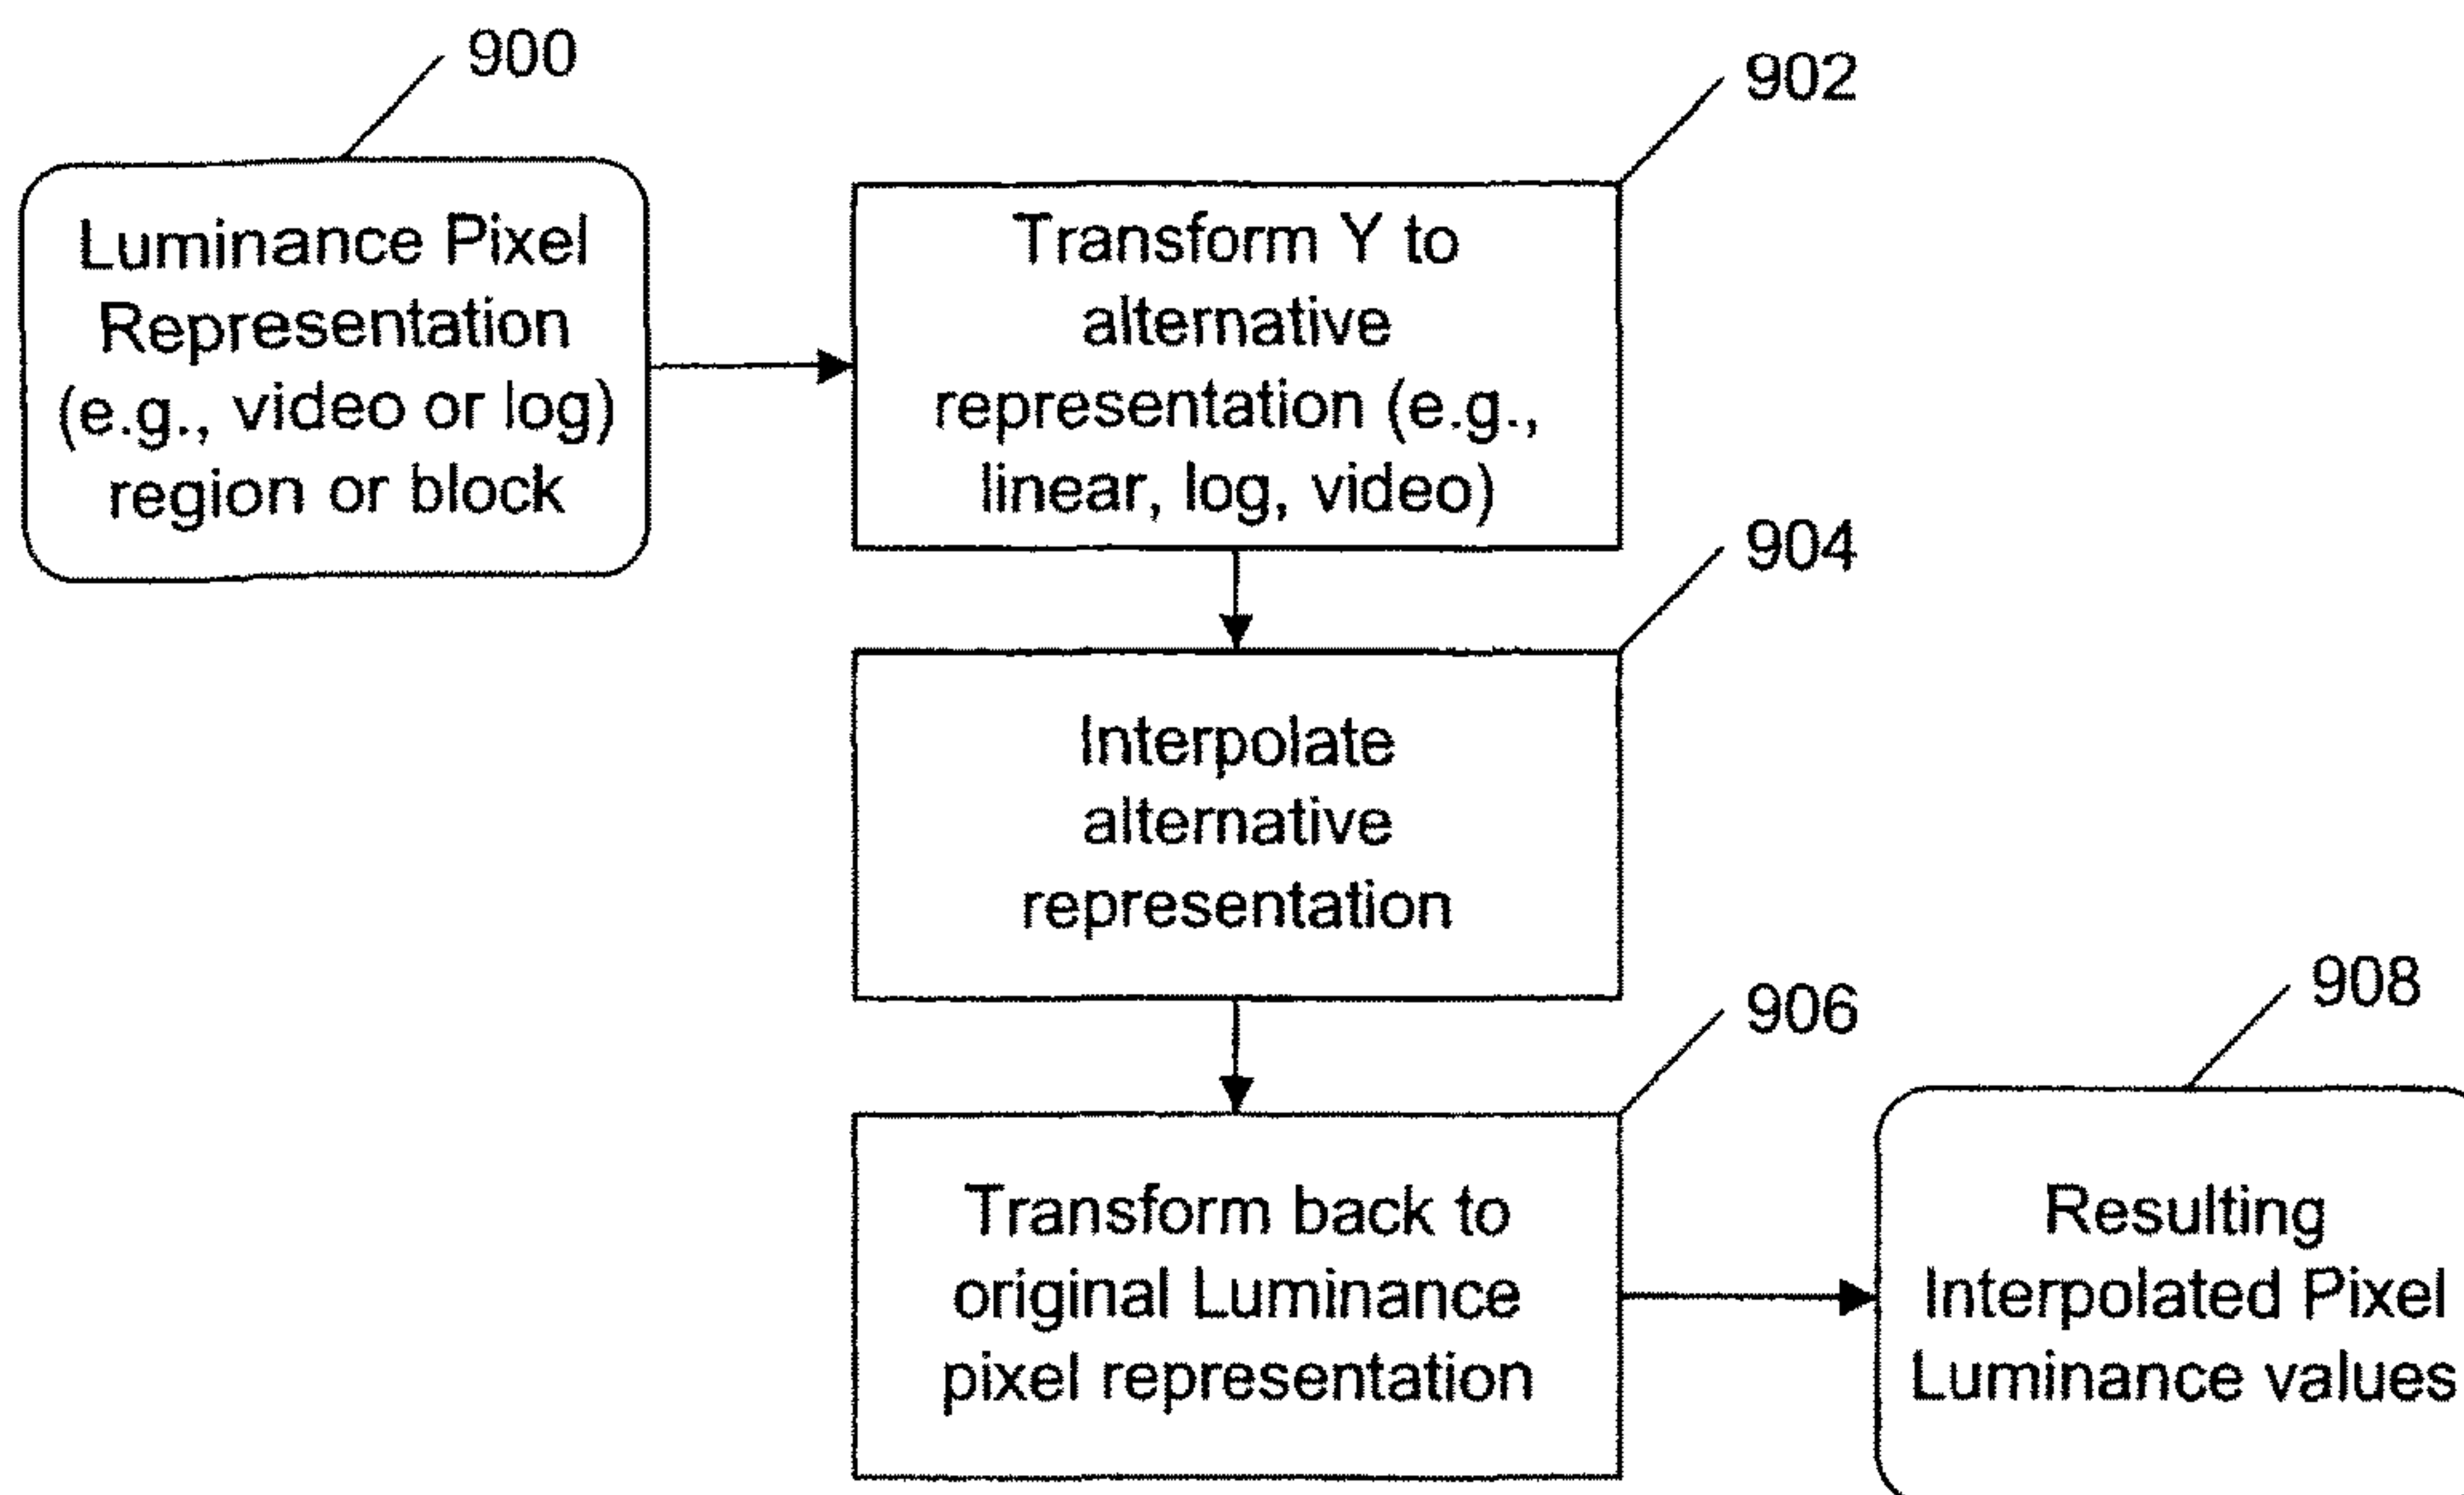 900
Luminance Pixel
Representation
(e.g., video or log)
region or block
902
Transform Y to
alternative
representation (e.g.,
linear, log, video)
904
Interpolate
alternative
representation
906
Transform back to
original Luminance
pixel representation
908
Resulting
Interpolated Pixel
Luminance values